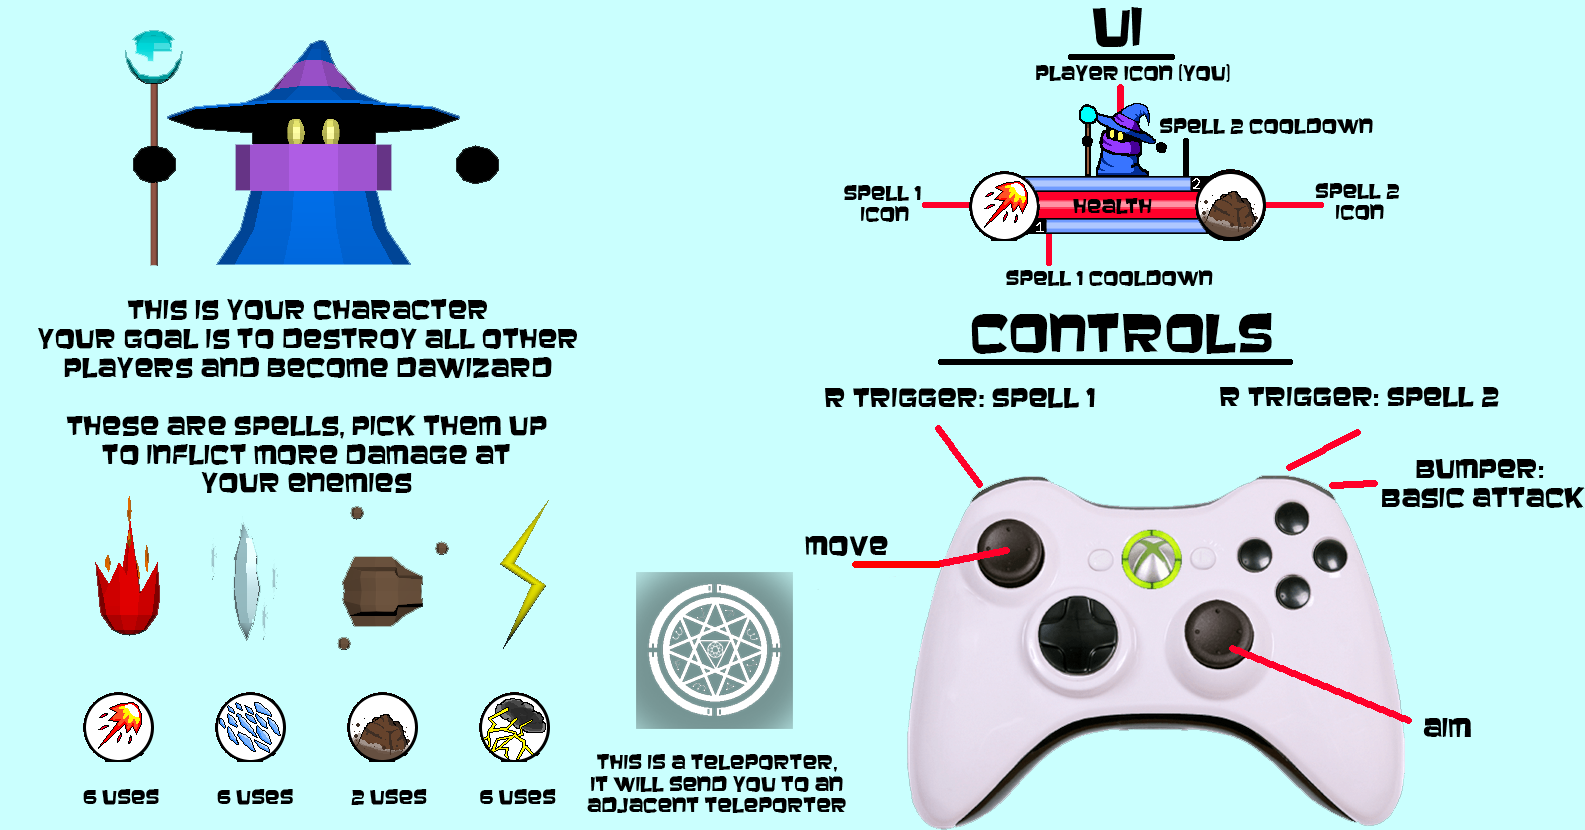 THIS IS YOUR CHARACTER
YOUR GOAL IS TO DESTROY ALL OTHER
PLAYERS AND BECOME DAWIZARD
THESE ARE SPELLS, PICK THEM UP
TO INFLICT MORE DAMAGE AT
YOUR ENEMIES
6 USES
6 USES
2 USES
6 USES
THIS IS A TELEPORTER,
IT WILL SEND YOU TO AN
ADJACENT TELEPORTER
UI
PLAYER ICON (YOU)
SPELL 2 COOLDOWN
SPELL 1
ICON
2
HEALTH
1
SPELL 2
ICON
SPELL 1 COOLDOWN
CONTROLS
R TRIGGER: SPELL 1
R TRIGGER: SPELL 2
BUMPER:
BASIC ATTACK
MOVE
AIM